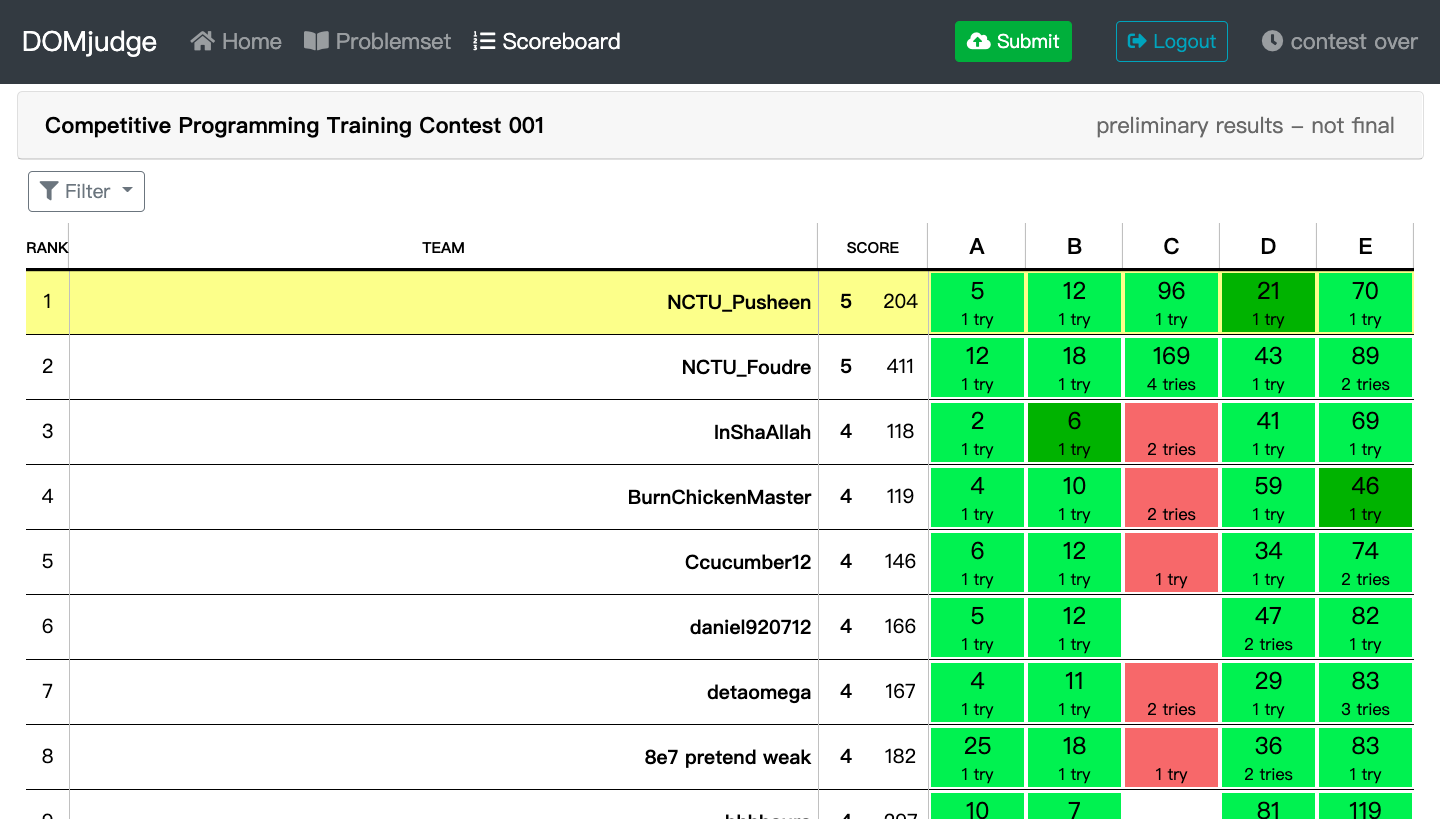 DOMjudge Home Problemset Scoreboard Submit Logout contest over
Competitive Programming Training Contest 001 preliminary results – not final
Filter
RANK TEAM SCORE A B C D E
1 NCTU_Pusheen 5 204 5 12 96 21 70
1 try 1 try 1 try 1 try 1 try
2 NCTU_Foudre 5 411 12 18 169 43 89
1 try 1 try 4 tries 1 try 2 tries
3 InShaAllah 4 118 2 6 41 69
1 try 1 try 2 tries 1 try 1 try
4 BurnChickenMaster 4 119 4 10 59 46
1 try 1 try 2 tries 1 try 1 try
5 Ccucumber12 4 146 6 12 34 74
1 try 1 try 1 try 1 try 2 tries
6 daniel920712 4 166 5 12 47 82
1 try 1 try 2 tries 1 try
7 detaomega 4 167 4 11 29 83
1 try 1 try 2 tries 1 try 3 tries
8 8e7 pretend weak 4 182 25 18 36 83
1 try 1 try 1 try 2 tries 1 try
10 7 81 119